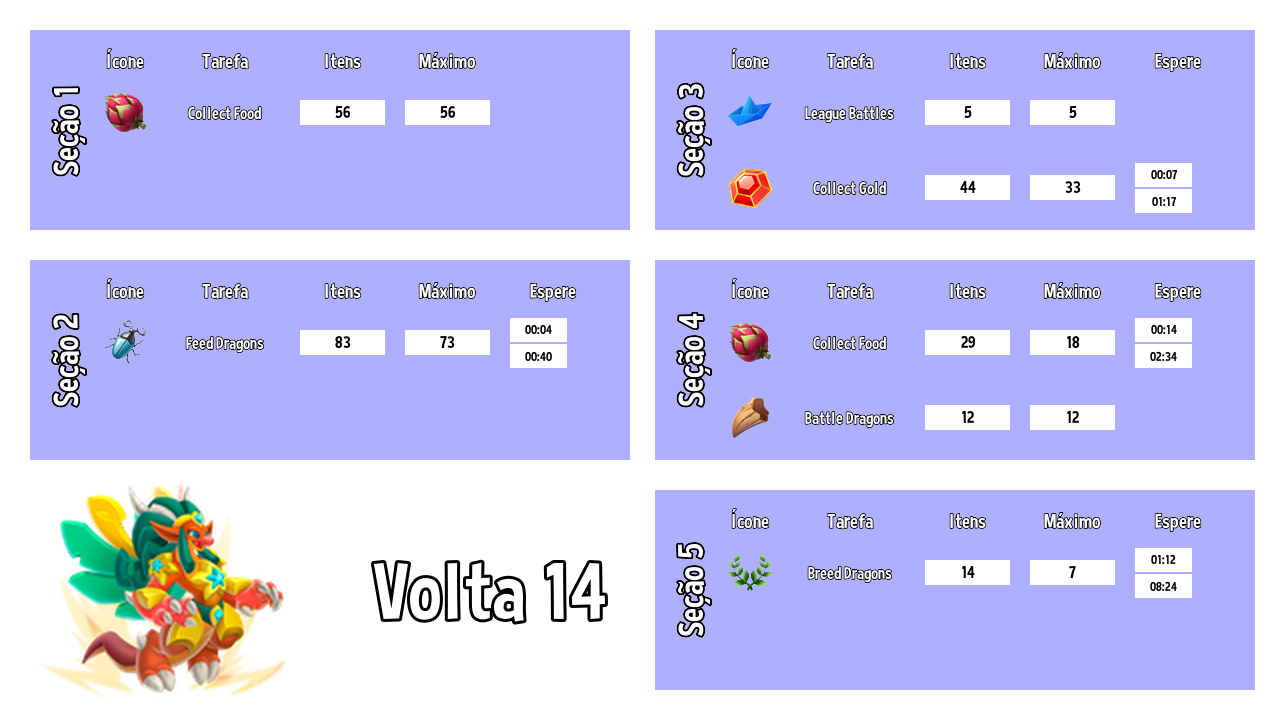 Seção 1
Ícone Tarefa Itens Máximo
Collect Food 56 56
Seção 2
Ícone Tarefa Itens Máximo Espere
Feed Dragons 83 73 00:04
00:40
Seção 3
Ícone Tarefa Itens Máximo Espere
League Battles 5 5
Collect Gold 44 33 00:07
01:17
Seção 4
Ícone Tarefa Itens Máximo Espere
Collect Food 29 18 00:14
02:34
Battle Dragons 12 12
Seção 5
Ícone Tarefa Itens Máximo Espere
Breed Dragons 14 7 01:12
08:24
Volta 14